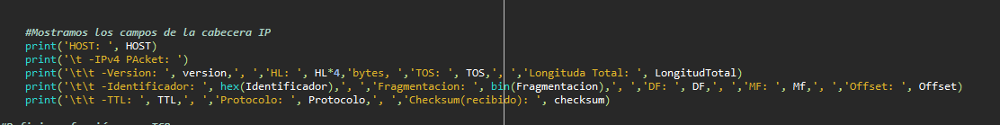 #Mostramos los campos de la cabecera IP
print('HOST: ', HOST)
print('\t -IPv4 PAcket: ')
print('\t\t -Version: ', version,', ','HL: ', HL*4,'bytes, ','TOS: ', TOS,', ','Longituda Total: ', LongitudTotal)
print('\t\t -Identificador: ', hex(Identificador),', ','Fragmentacion: ', bin(Fragmentacion),', ','DF: ', DF,', ','MF: ', Mf,', ','Offset: ', Offset)
print('\t\t -TTL: ', TTL,', ','Protocolo: ', Protocolo,', ','Checksum(recibido): ', checksum)